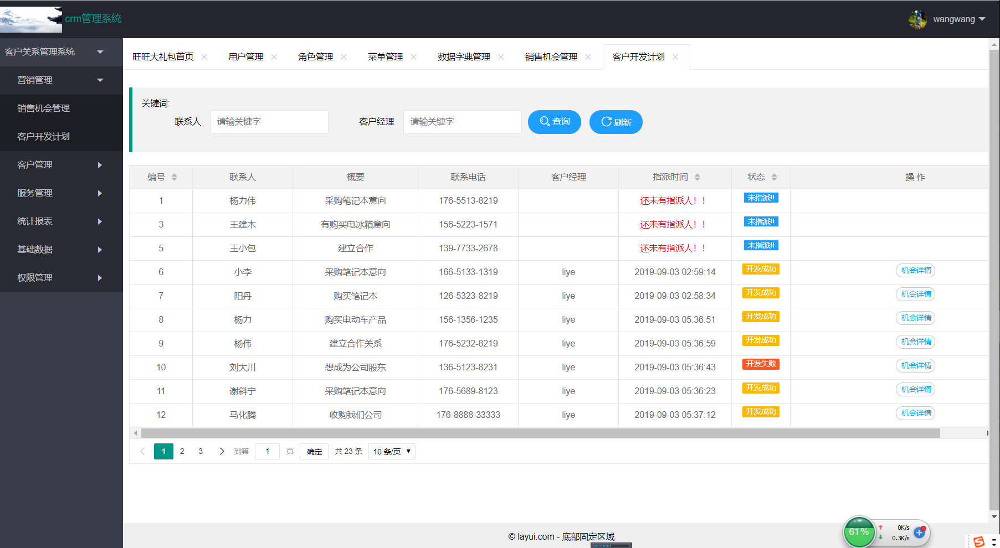 crm管理系统
wangwang
客户关系管理系统
营销管理
销售机会管理
客户开发计划
客户管理
服务管理
统计报表
基础数据
权限管理
旺旺大礼包首页 用户管理 角色管理 菜单管理 数据字典管理 销售机会管理 客户开发计划
关键词:
联系人 请输关键字 客户经理 请输关键字 查询 刷新
编号 联系人 概要 联系电话 客户经理 指派时间 状态 操作
1 杨力伟 采购笔记本意向 176-5513-8219 还未有指派人！！ 未指派!!
3 王建木 有购买电冰箱意向 156-5223-1571 还未有指派人！！ 未指派!!
5 王小包 建立合作 139-7733-2678 还未有指派人！！ 未指派!!
6 小李 采购笔记本意向 166-5133-1319 liye 2019-09-03 02:59:14 开发成功 机会详情
7 阳丹 购买笔记本 126-5323-8219 liye 2019-09-03 02:58:34 开发成功 机会详情
8 杨力 购买电动车产品 156-1356-1235 liye 2019-09-03 05:36:51 开发成功 机会详情
9 杨伟 建立合作关系 176-5232-8219 liye 2019-09-03 05:36:59 开发成功 机会详情
10 刘大川 想成为公司股东 136-5123-8231 liye 2019-09-03 05:36:43 开发失败 机会详情
11 谢斜宁 采购笔记本意向 176-5689-8123 liye 2019-09-03 05:36:23 开发成功 机会详情
12 马化腾 收购我们公司 176-8888-33333 liye 2019-09-03 05:37:12 开发成功 机会详情
1 2 3 到第 1 页 确定 共 23 条 10 条/页
© layui.com - 底部固定区域
61%
0K/s
0.3K/s